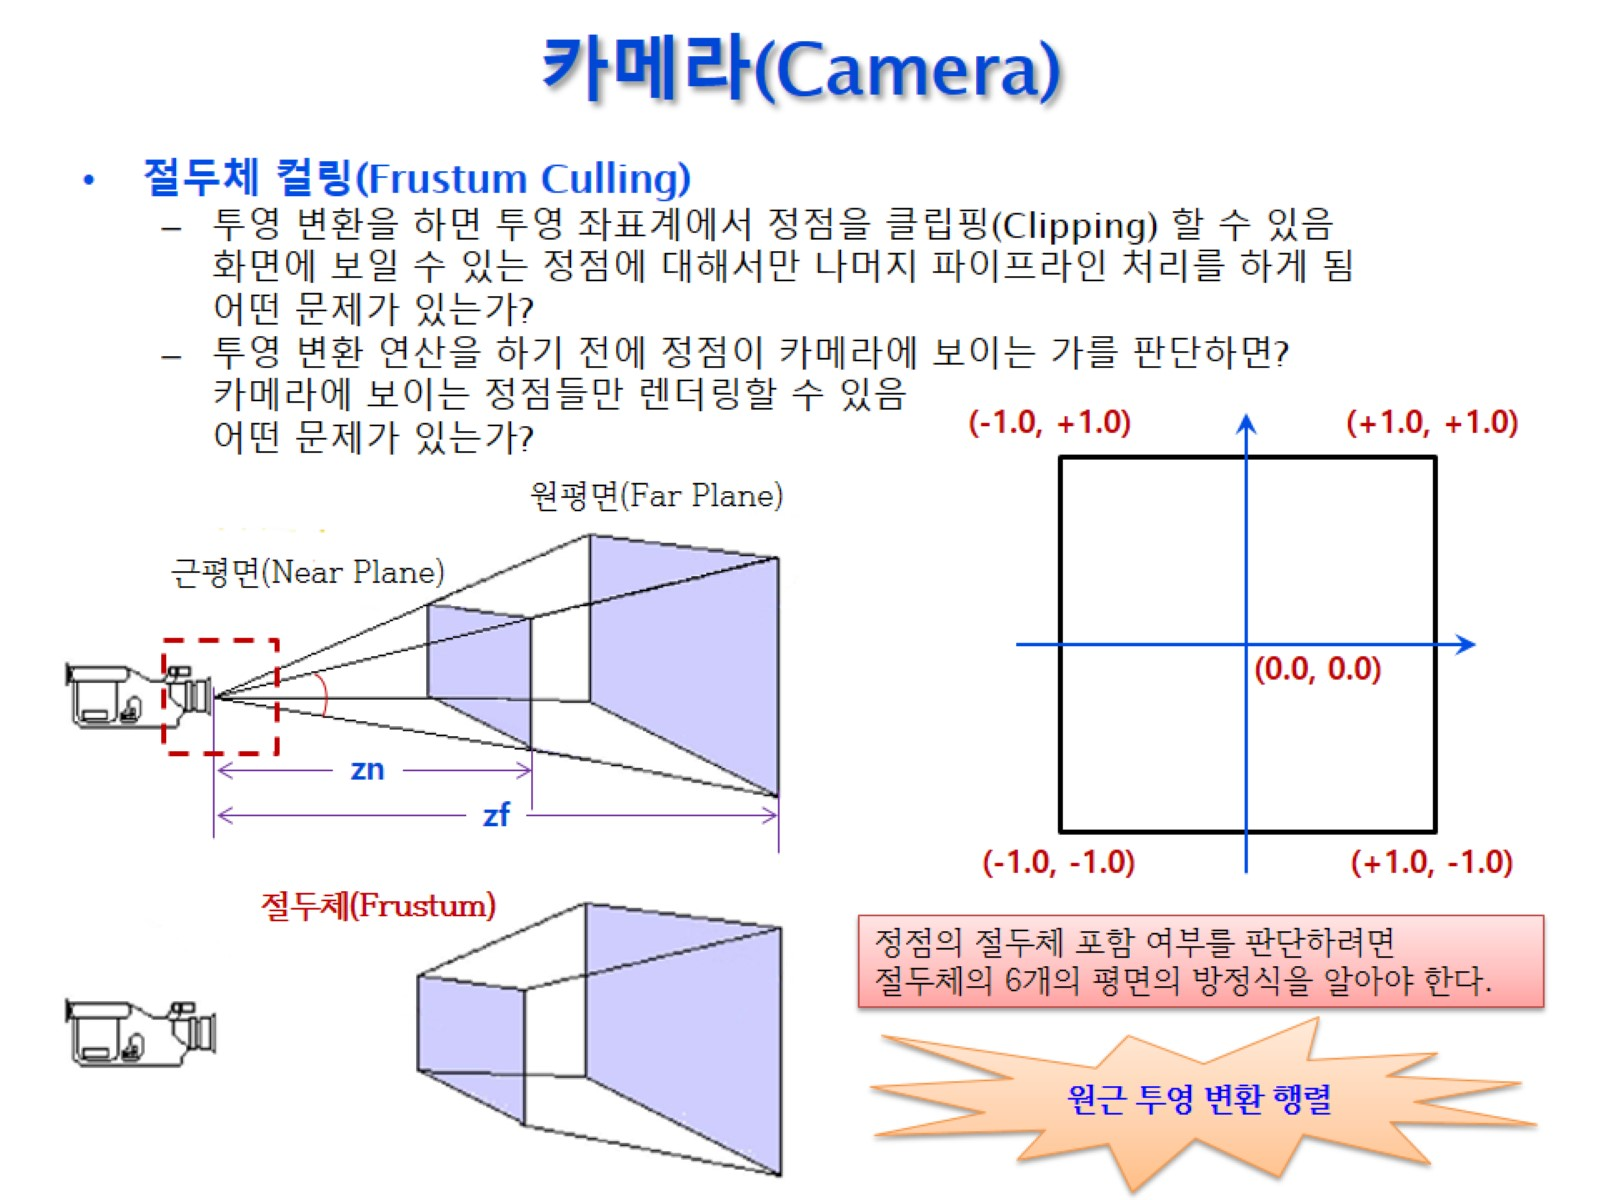 카메라(Camera)
• 절두체 컬링(Frustum Culling)
– 투영 변환을 하면 투영 좌표계에서 정점을 클립핑(Clipping) 할 수 있음
화면에 보일 수 있는 정점에 대해서만 나머지 파이프라인 처리를 하게 됨
어떤 문제가 있는가?
– 투영 변환 연산을 하기 전에 정점이 카메라에 보이는 가를 판단하면?
카메라에 보이는 정점들만 렌더링할 수 있음
어떤 문제가 있는가?
원평면(Far Plane)
근평면(Near Plane)
zn
zf
절두체(Frustum)
(-1.0, +1.0)
(+1.0, +1.0)
(0.0, 0.0)
(-1.0, -1.0)
(+1.0, -1.0)
정점의 절두체 포함 여부를 판단하려면
절두체의 6개의 평면의 방정식을 알아야 한다.
원근 투영 변환 행렬